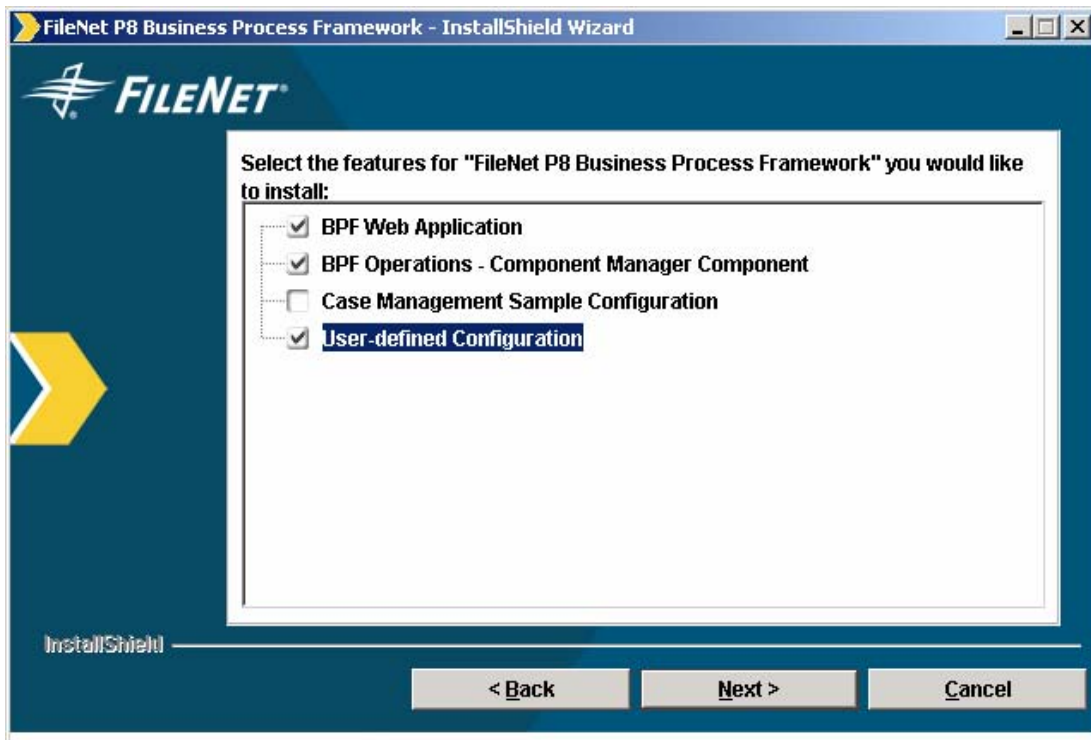 FileNet P8 Business Process Framework - InstallShield Wizard
FILENET®
Select the features for "FileNet P8 Business Process Framework" you would like
to install:
BPF Web Application
BPF Operations - Component Manager Component
Case Management Sample Configuration
User-defined Configuration
InstallShield
< Back
Next >
Cancel